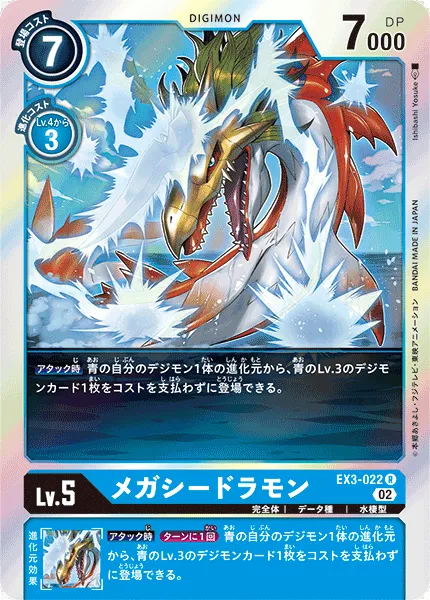 DIGIMON
登場コスト
7
進化コスト
Lv.4から
3
7000
DP
Ishibashi Yosuke
BANDAI MADE IN JAPAN
©本郷あきよし・フジテレビ・東映アニメーション
アタック時 青の自分のデジモン1体の進化元から、青のLv.3のデジ
モンカード1枚をコストを支払わずに登場できる。
Lv.5
メガシードラモン
EX3-022 R
02
完全体 | データ種 | 水棲型
進化元効果
アタック時 ターンに1回 青の自分のデジモン1体の進化元
から、青のLv.3のデジモンカード1枚をコストを支払わず
に登場できる。